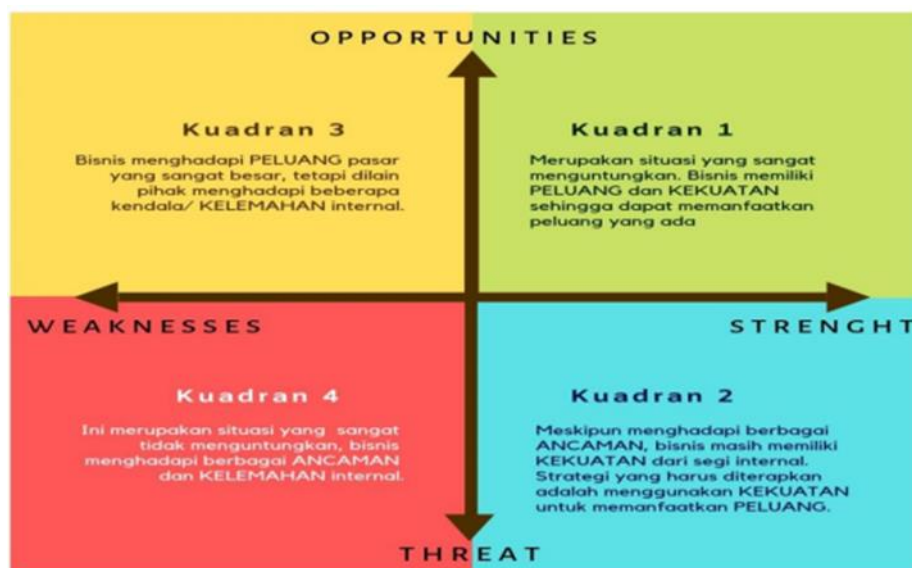 OPPORTUNITIES
Kuadran 3
Bisnis menghadapi PELUANG pasar
yang sangat besar, tetapi dilain
pihak menghadapi beberapa
kendala/ KELEMAHAN internal.
Kuadran 1
Merupakan situasi yang sangat
menguntungkan. Bisnis memiliki
PELUANG dan KEKUATAN
sehingga dapat memanfaatkan
peluang yang ada
WEAKNESSES
STRENGHT
Kuadran 4
Ini merupakan situasi yang sangat
tidak menguntungkan, bisnis
menghadapi berbagai ANCAMAN
dan KELEMAHAN internal.
Kuadran 2
Meskipun menghadapi berbagai
ANCAMAN, bisnis masih memiliki
KEKUATAN dari segi internal.
Strategi yang harus diterapkan
adalah menggunakan KEKUATAN
untuk memanfaatkan PELUANG.
THREAT